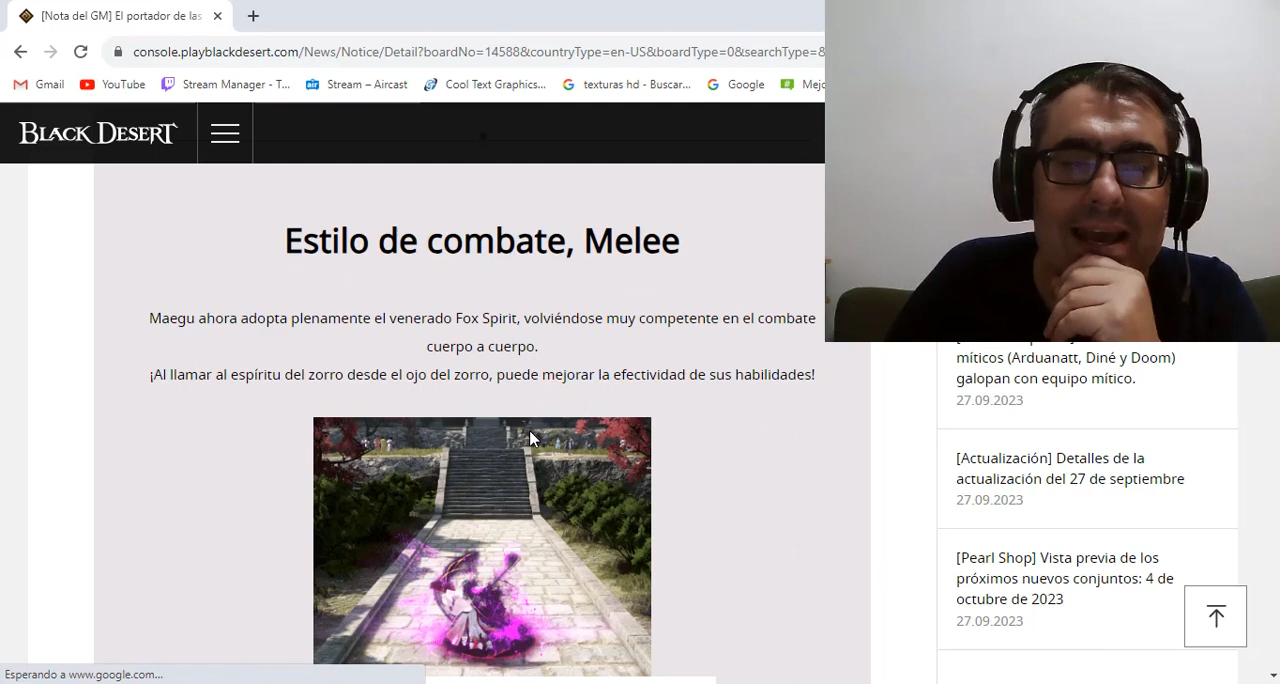 [Nota del GM] El portador de las
console.playblackdesert.com/News/Notice/Detail?boardNo=14588&countryType=en-US&boardType=0&searchType=8
Gmail
YouTube
Stream Manager - T...
Stream – Aircast
Cool Text Graphics...
texturas hd - Buscar...
Google
Mejo
BLACK DESERT
Estilo de combate, Melee
Maegu ahora adopta plenamente el venerado Fox Spirit, volviéndose muy competente en el combate
cuerpo a cuerpo.
¡Al llamar al espíritu del zorro desde el ojo del zorro, puede mejorar la efectividad de sus habilidades!
míticos (Arduanatt, Diné y Doom)
galopan con equipo mítico.
27.09.2023
[Actualización] Detalles de la
actualización del 27 de septiembre
27.09.2023
[Pearl Shop] Vista previa de los
próximos nuevos conjuntos: 4 de
octubre de 2023
27.09.2023
Esperando a www.google.com...